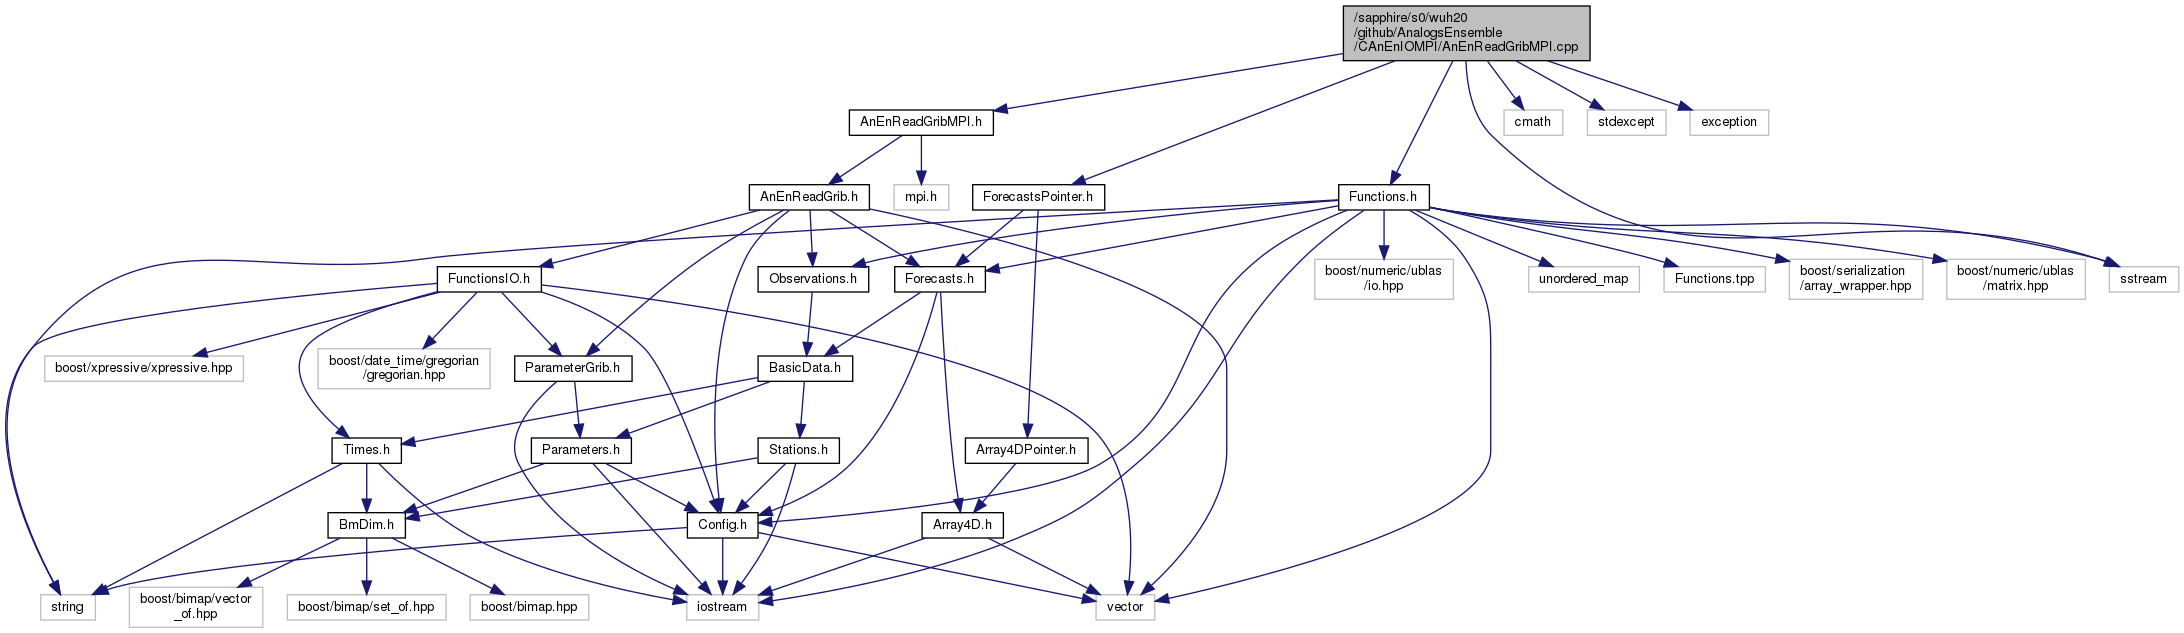 /sapphire/s0/wuh20
/github/AnalogsEnsemble
/CAnEnIOMPI/AnEnReadGribMPI.cpp
AnEnReadGribMPI.h
cmath
stdexcept
exception
AnEnReadGrib.h
mpi.h
ForecastsPointer.h
Functions.h
FunctionsIO.h
Observations.h
Forecasts.h
boost/numeric/ublas
/io.hpp
unordered_map
Functions.tpp
boost/serialization
/array_wrapper.hpp
boost/numeric/ublas
/matrix.hpp
sstream
boost/xpressive/xpressive.hpp
boost/date_time/gregorian
/gregorian.hpp
ParameterGrib.h
BasicData.h
Times.h
Parameters.h
Stations.h
Array4DPointer.h
BmDim.h
Config.h
Array4D.h
string
boost/bimap/vector
_of.hpp
boost/bimap/set_of.hpp
boost/bimap.hpp
iostream
vector